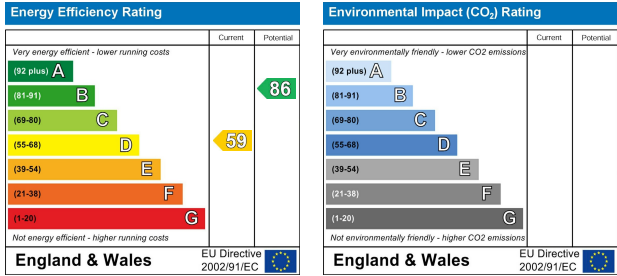 Energy Efficiency Rating
Current Potential
Very energy efficient - lower running costs
(92 plus) A
(81-91) B
(69-80) C
(55-68) D
(39-54) E
(21-38) F
(1-20) G
59
86
Not energy efficient - higher running costs
England & Wales
EU Directive
2002/91/EC
Environmental Impact (CO2) Rating
Current Potential
Very environmentally friendly - lower CO2 emissions
(92 plus) A
(81-91) B
(69-80) C
(55-68) D
(39-54) E
(21-38) F
(1-20) G
Not environmentally friendly - higher CO2 emissions
England & Wales
EU Directive
2002/91/EC